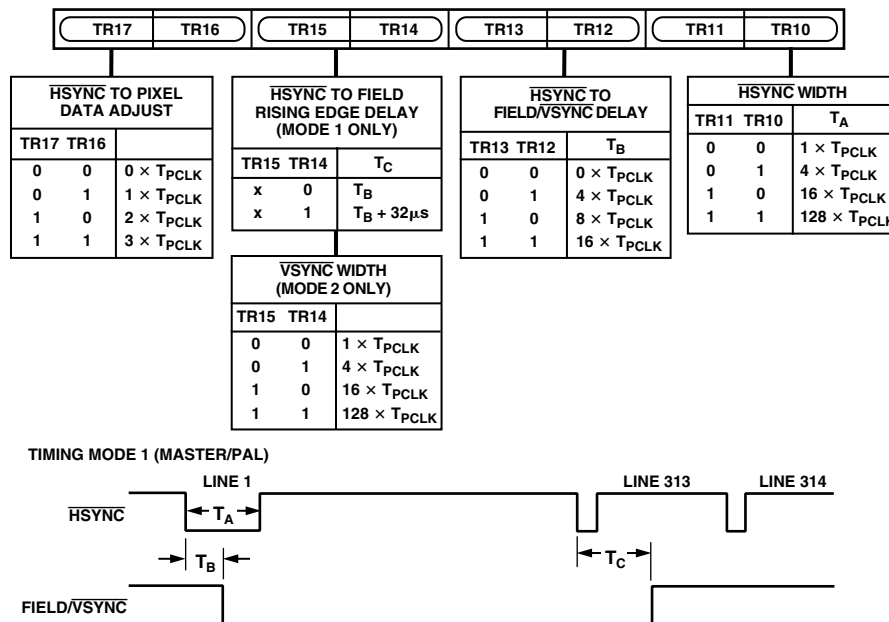 TR17 TR16 TR15 TR14 TR13 TR12 TR11 TR10
HSYNC TO PIXEL
DATA ADJUST
TR17 TR16
0 0 0 × TPCLK
0 1 1 × TPCLK
1 0 2 × TPCLK
1 1 3 × TPCLK
HSYNC TO FIELD
RISING EDGE DELAY
(MODE 1 ONLY)
TR15 TR14 TC
x 0 TB
x 1 TB + 32μs
VSYNC WIDTH
(MODE 2 ONLY)
TR15 TR14
0 0 1 × TPCLK
0 1 4 × TPCLK
1 0 16 × TPCLK
1 1 128 × TPCLK
HSYNC TO
FIELD/VSYNC DELAY
TR13 TR12 TB
0 0 0 × TPCLK
0 1 4 × TPCLK
1 0 8 × TPCLK
1 1 16 × TPCLK
HSYNC WIDTH
TR11 TR10 TA
0 0 1 × TPCLK
0 1 4 × TPCLK
1 0 16 × TPCLK
1 1 128 × TPCLK
TIMING MODE 1 (MASTER/PAL)
LINE 1 LINE 313 LINE 314
HSYNC
TA
TB
TC
FIELD/VSYNC